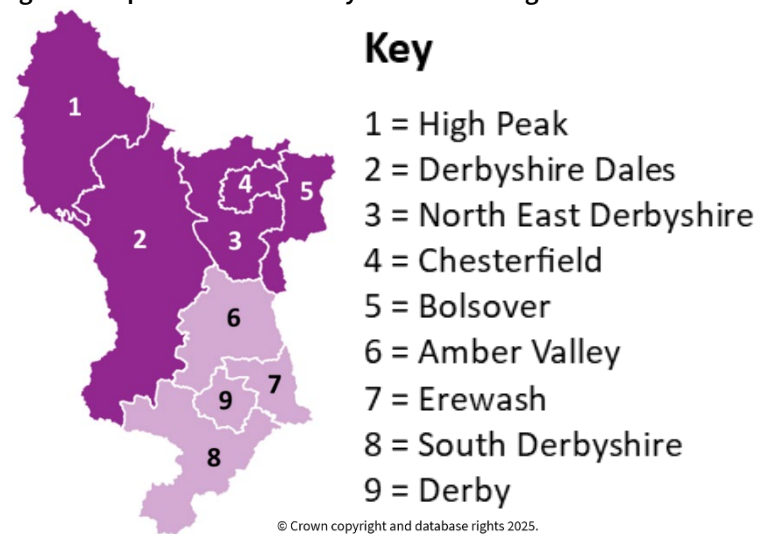 Key
1
1 = High Peak
2 = Derbyshire Dales
4
5
3 = North East Derbyshire
2
3
4 = Chesterfield
5 = Bolsover
6
6 = Amber Valley
7
7 = Erewash
9
8 = South Derbyshire
8
9 = Derby
© Crown copyright and database rights 2025.